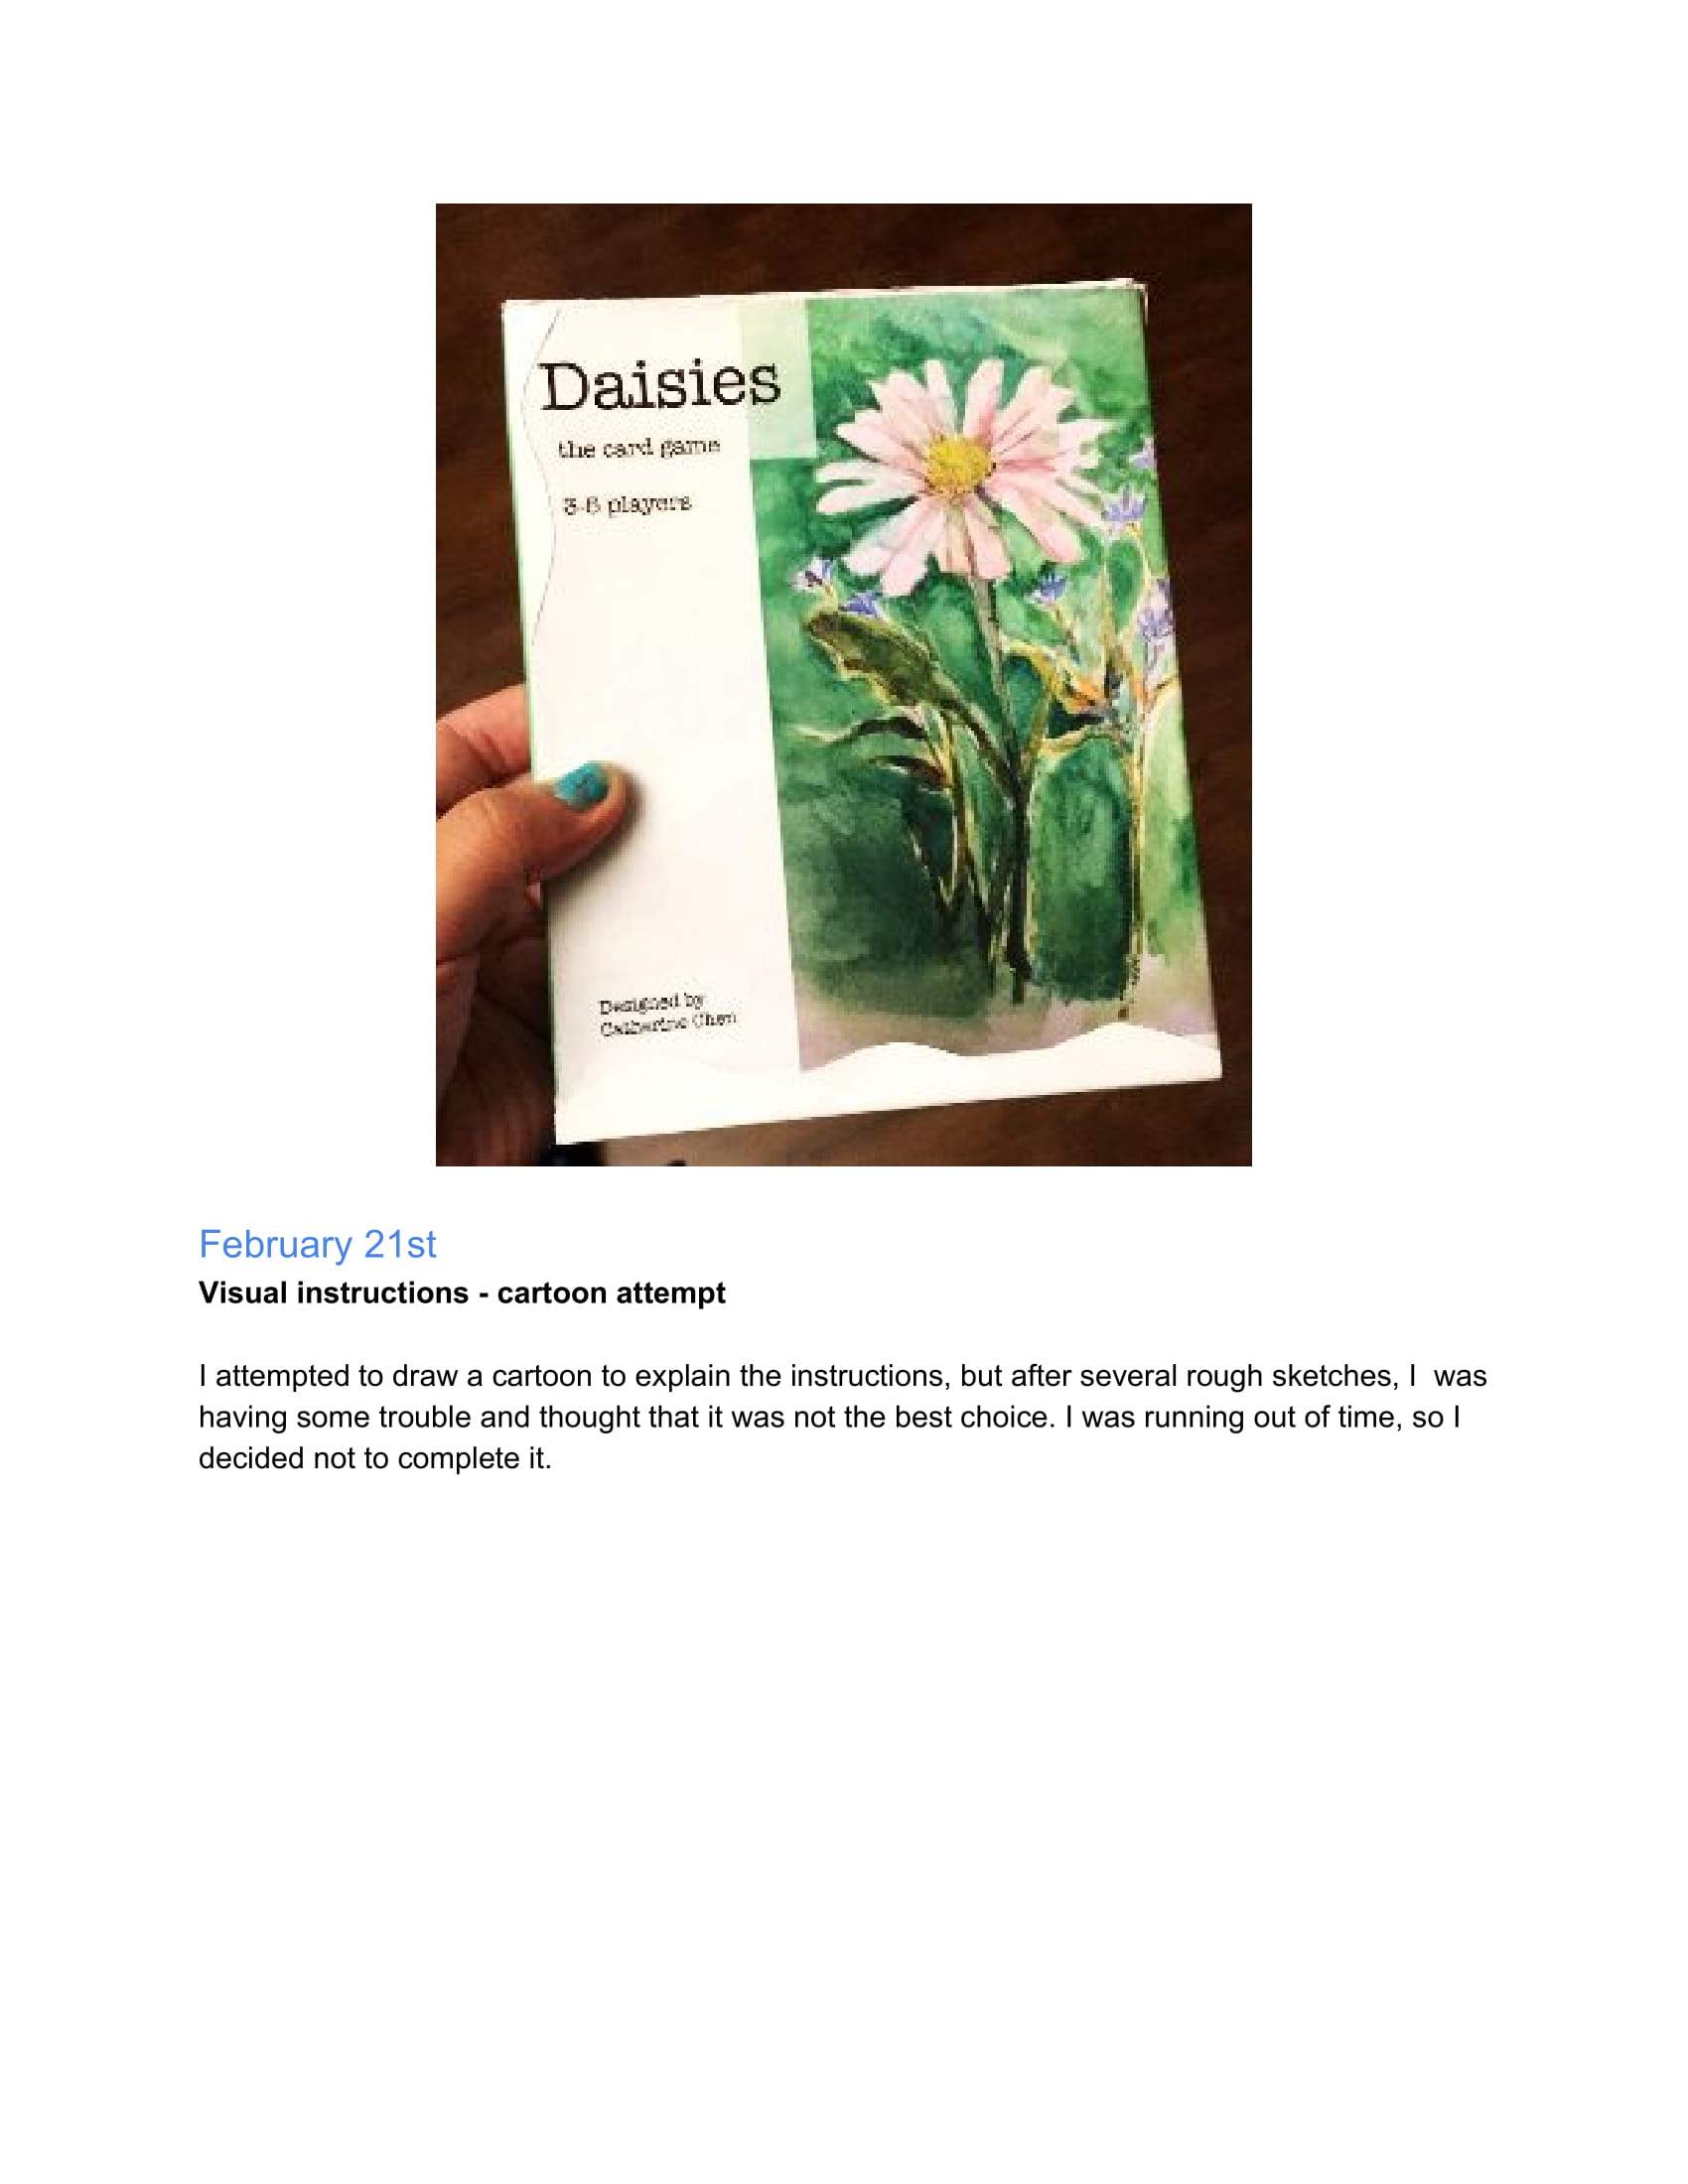 Daisies
the card game
3-6 players
Designed by
Catherine Chen
February 21st
Visual instructions - cartoon attempt
I attempted to draw a cartoon to explain the instructions, but after several rough sketches, I  was
having some trouble and thought that it was not the best choice. I was running out of time, so I
decided not to complete it.